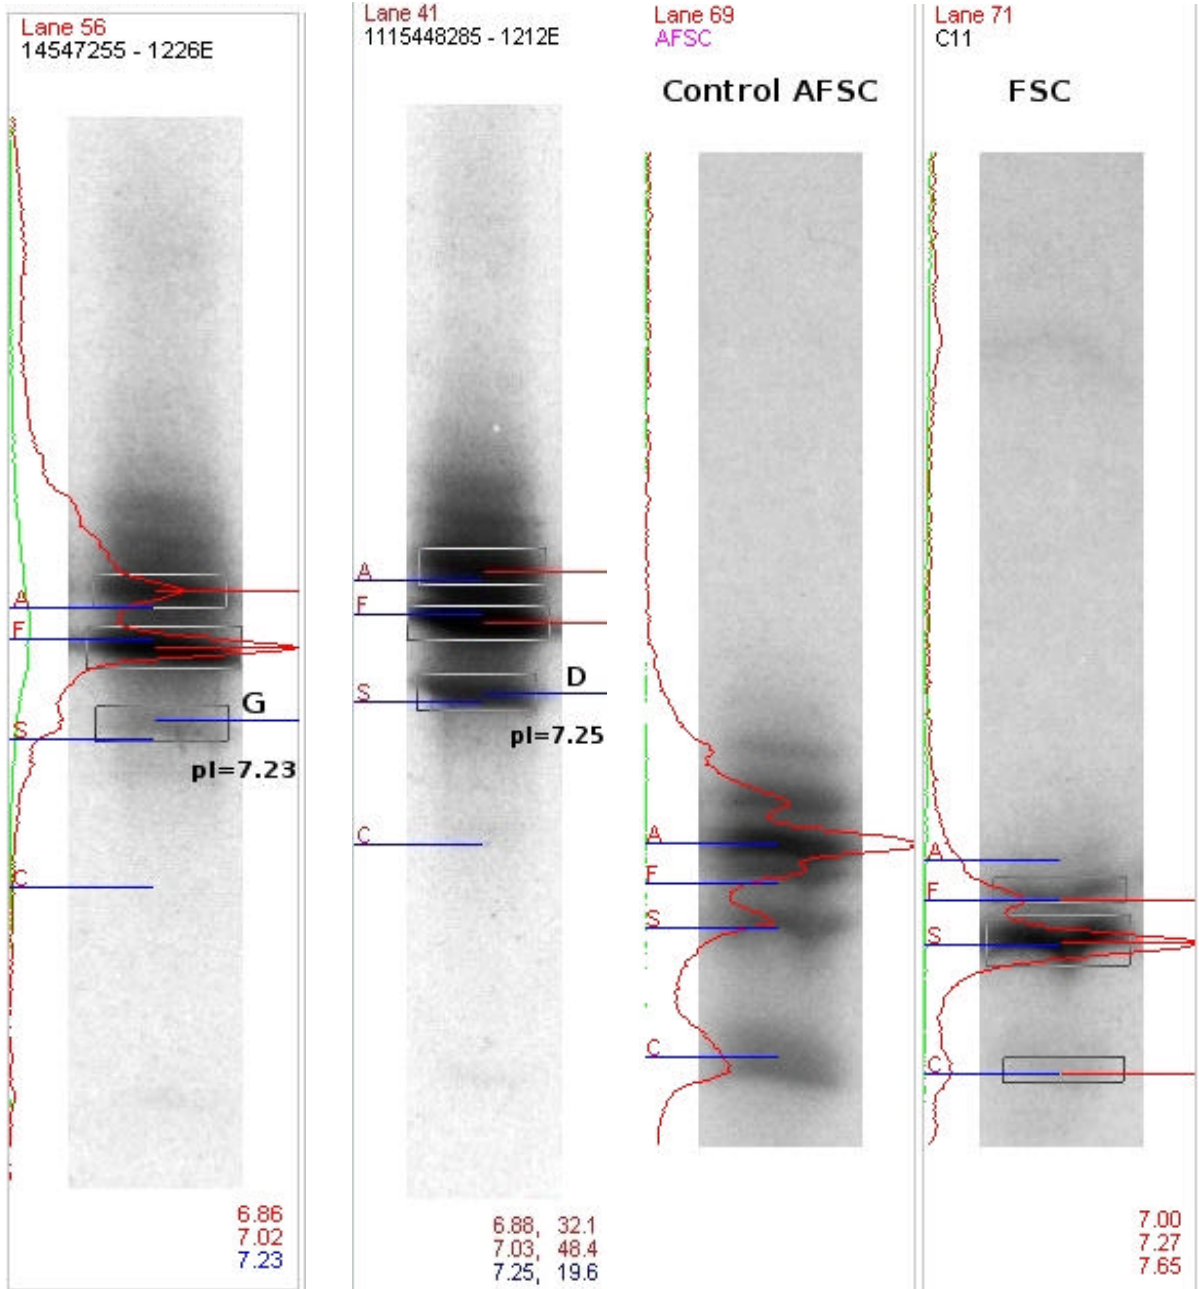 Lane 56
14547255 - 1226E
A
F
G
S
pI=7.23
C
6.86
7.02
7.23
Lane 41
1115448285 - 1212E
A
F
D
S
pI=7.25
C
6.88, 32.1
7.03, 48.4
7.25, 19.6
Lane 69
AFSC
Control AFSC
A
F
S
C
Lane 71
C11
FSC
A
F
S
C
7.00
7.27
7.65